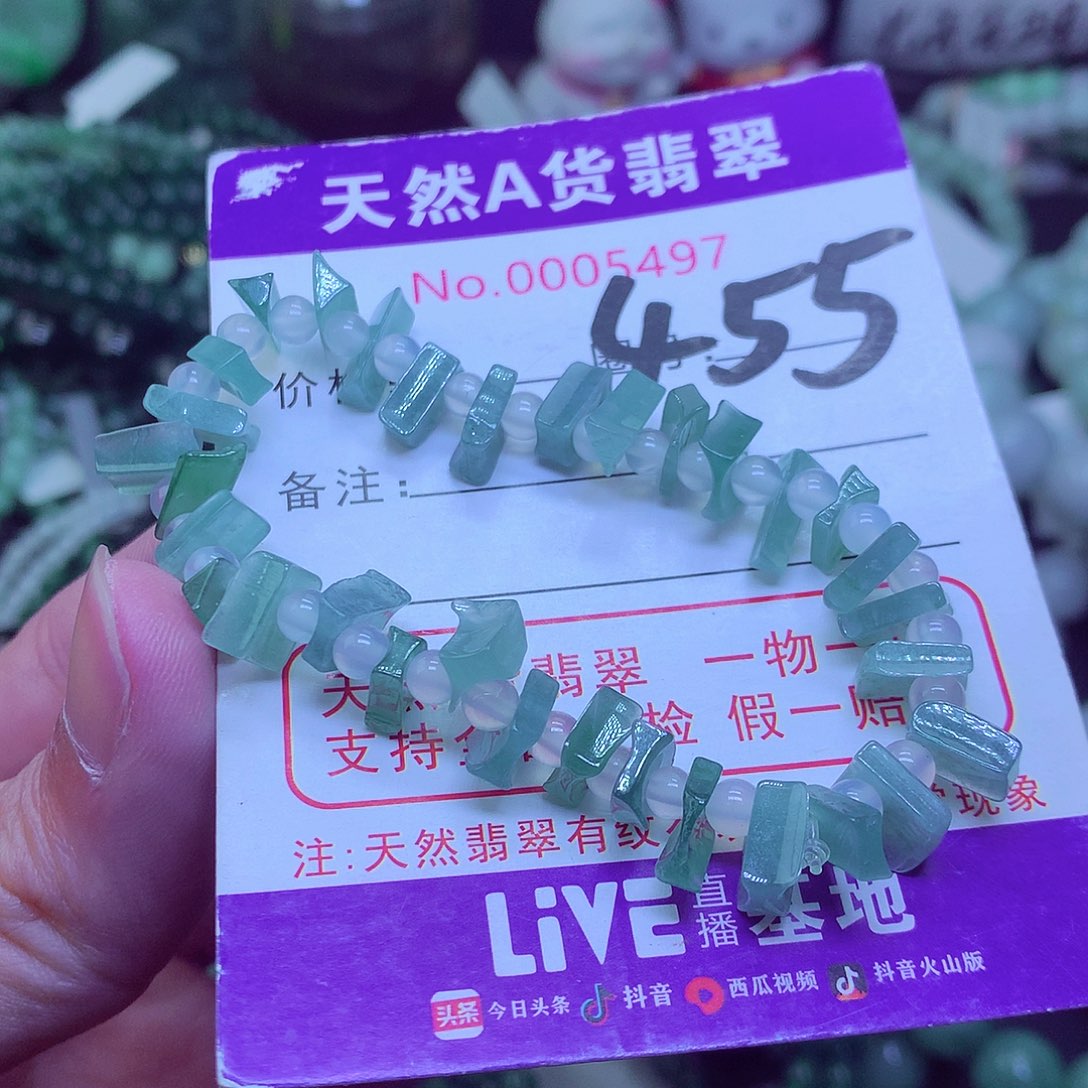 天然A货翡翠
No.0005497
455
价
备注：
翡翠 一物一
支持 检 假一赔
注:天然翡翠有纹 现象
LiVE 直播 基地
头条 今日头条 抖音 西瓜视频 抖音火山版